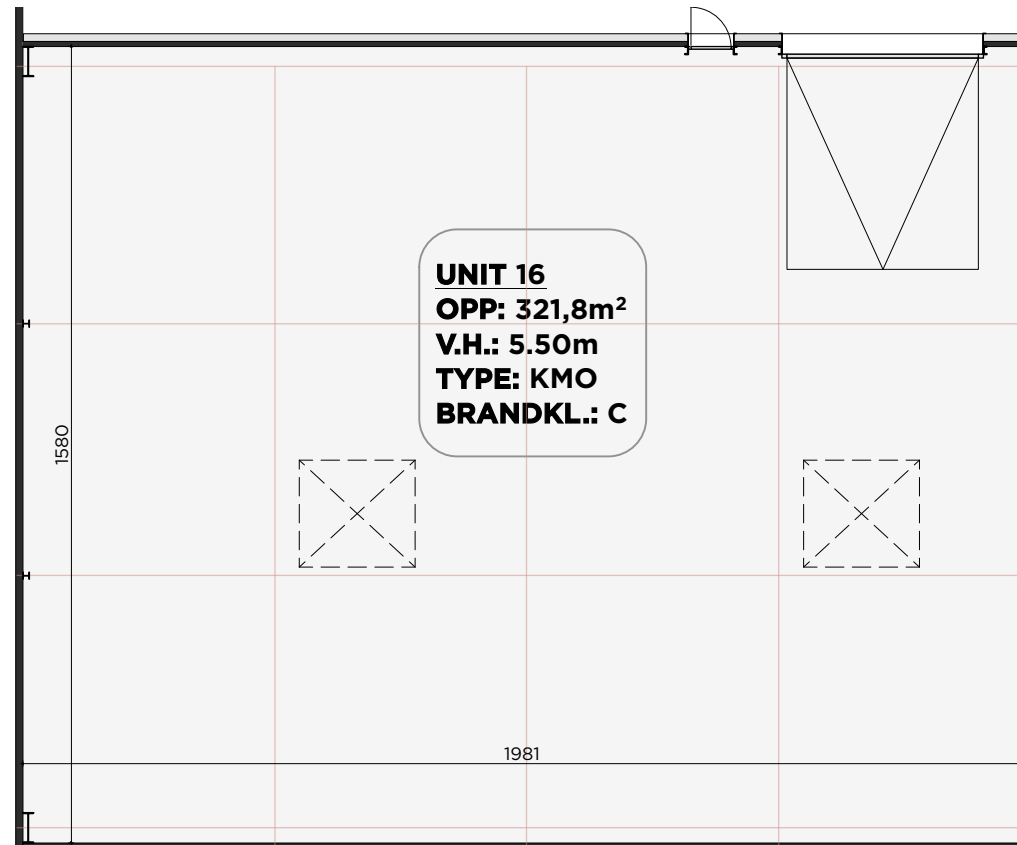 UNIT 16
OPP: 321,8m²
V.H.: 5.50m
TYPE: KMO
BRANDKL.: C
1580
1981